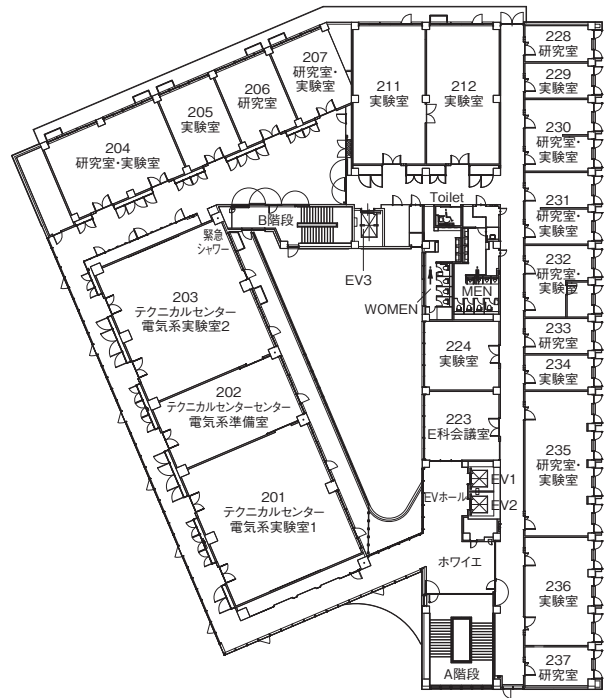 228
研究室
229
実験室
230
研究室・
実験室
231
研究室・
実験室
232
研究室・
実験室
233
研究室
234
実験室
235
研究室・
実験室
236
実験室
237
研究室
207
研究室・
実験室
206
研究室
205
実験室
204
研究室・実験室
211
実験室
212
実験室
Toilet
B階段
緊急
シャワー
EV3
WOMEN
MEN
203
テクニカルセンター
電気系実験室2
202
テクニカルセンターセンター
電気系準備室
201
テクニカルセンター
電気系実験室1
224
実験室
223
E科会議室
EV1
EVホール
EV2
ホワイエ
A階段